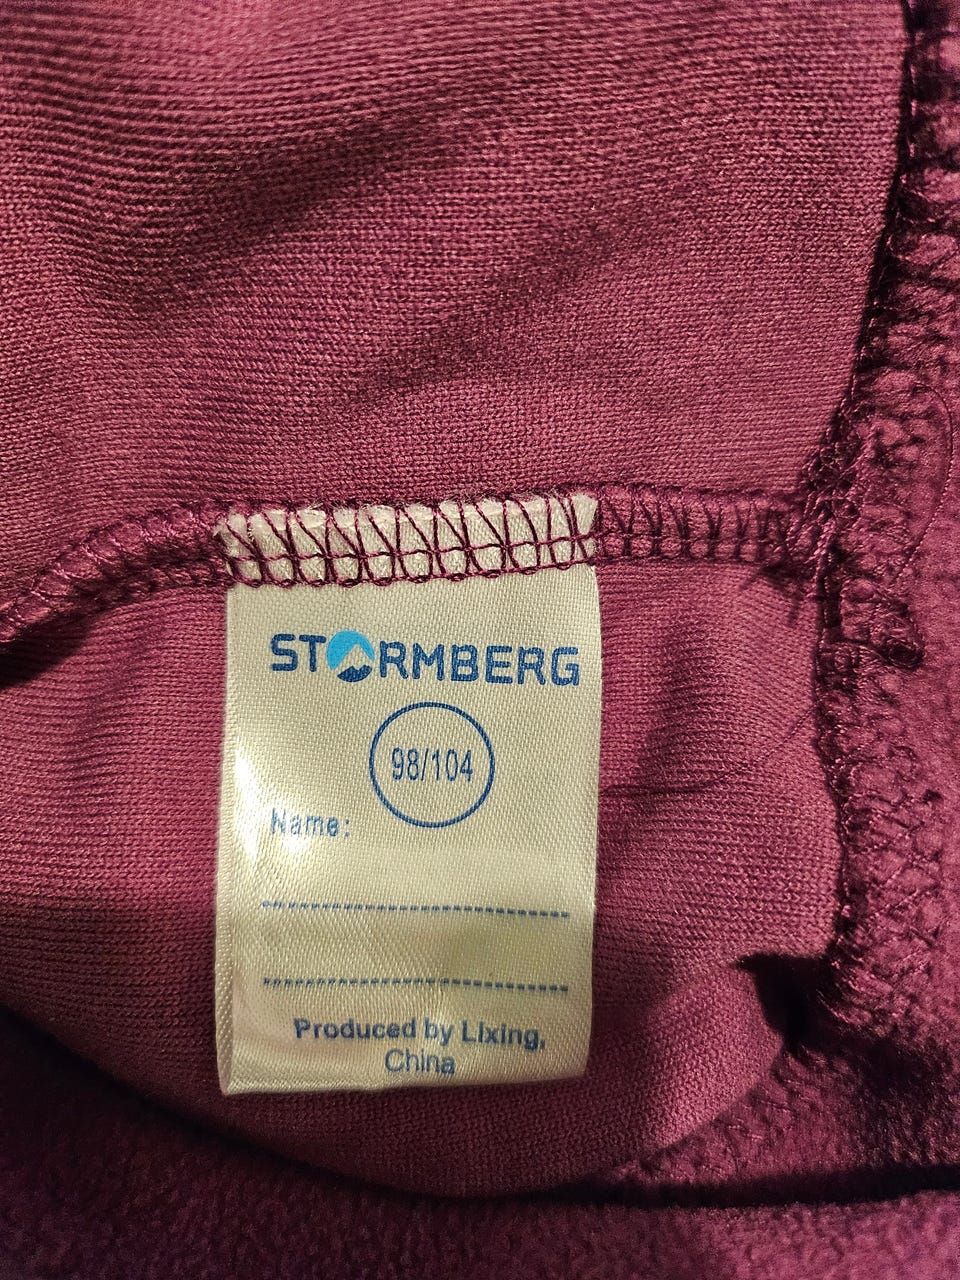 STORMBERG
98/104
Name:
Produced by Lixing,
China